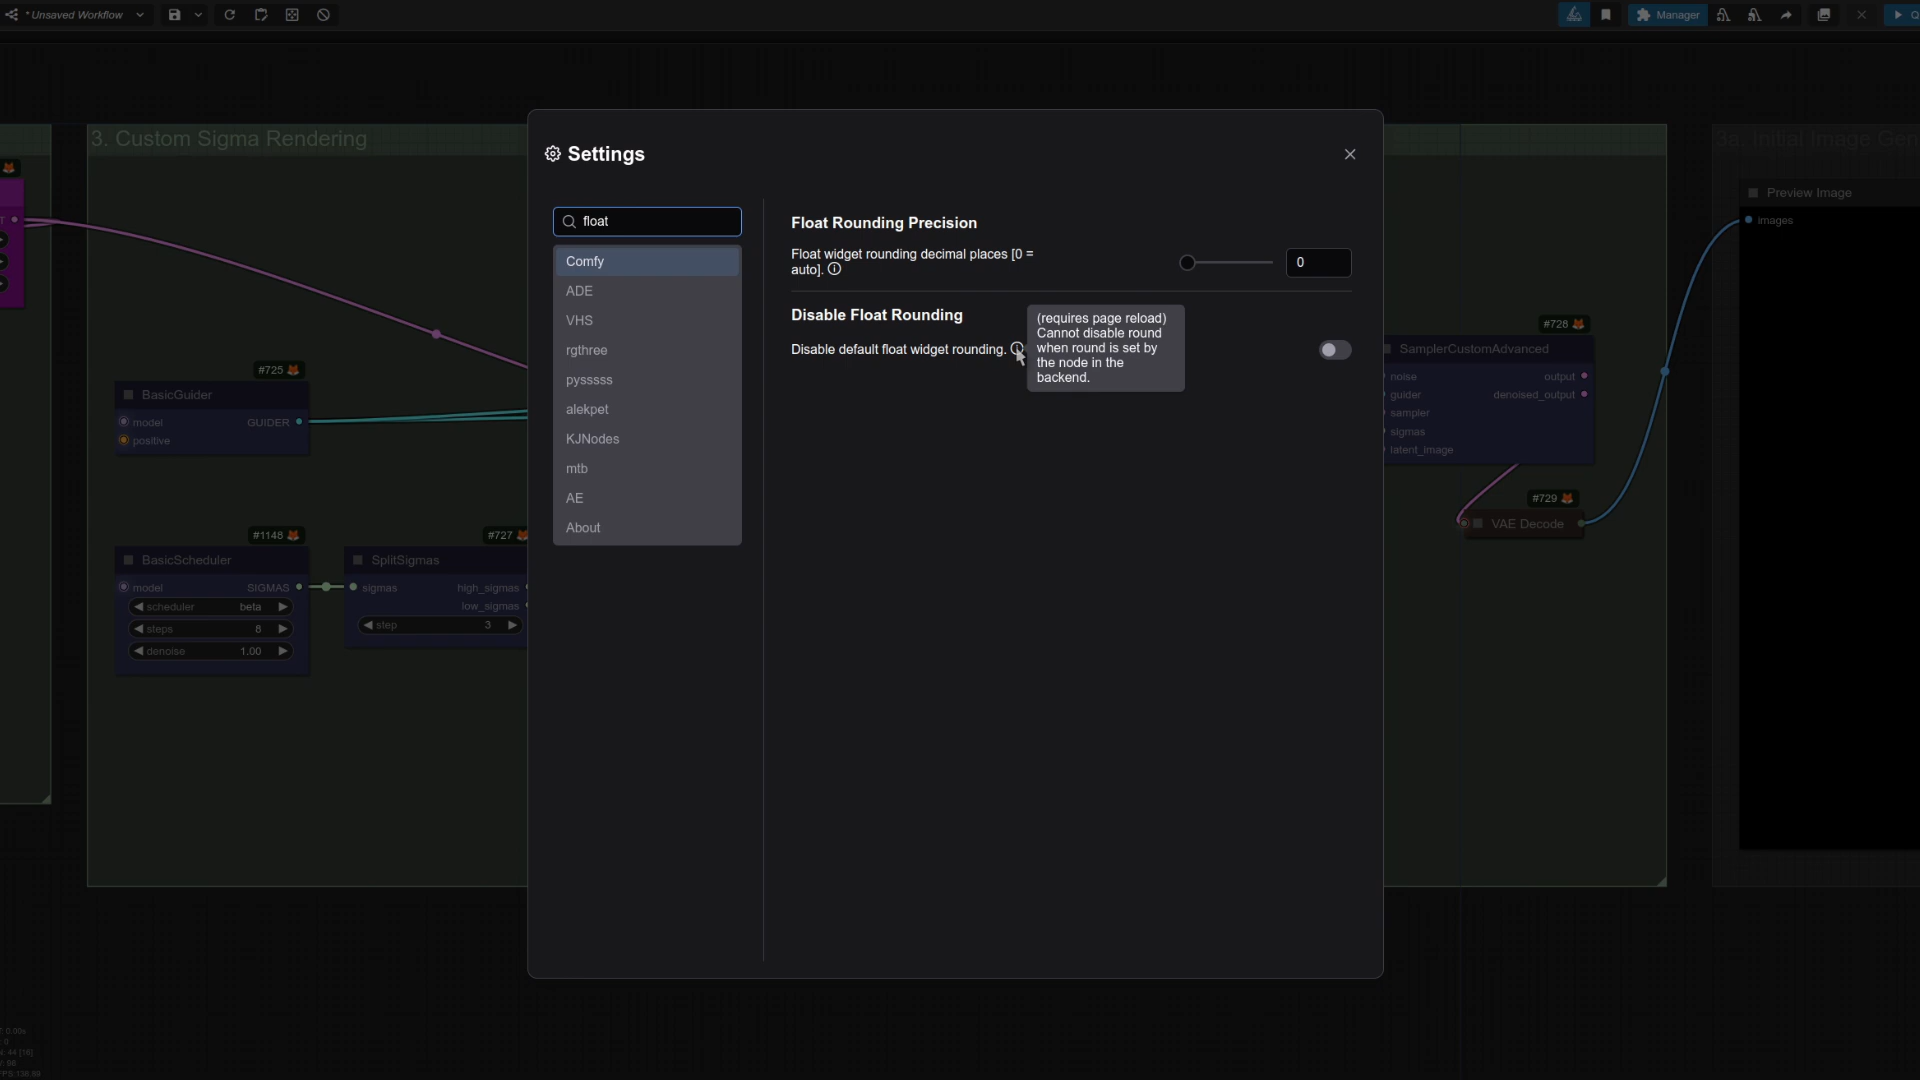 * Unsaved Workflow
Manager
3. Custom Sigma Rendering
3a. Initial Image Gen
Settings
float
Comfy
ADE
VHS
rgthree
pysssss
alekpet
KJNodes
mtb
AE
About
Float Rounding Precision
Float widget rounding decimal places [0 =
auto].
0
Disable Float Rounding
Disable default float widget rounding.
(requires page reload)
Cannot disable round
when round is set by
the node in the
backend.
#725
BasicGuider
model GUIDER
positive
#1148
BasicScheduler
model SIGMAS
scheduler beta
steps 8
denoise 1.00
#727
SplitSigmas
sigmas high_sigmas
low_sigmas
step 3
#728
SamplerCustomAdvanced
noise output
guider denoised_output
sampler
sigmas
latent_image
#729
VAE Decode
Preview Image
images